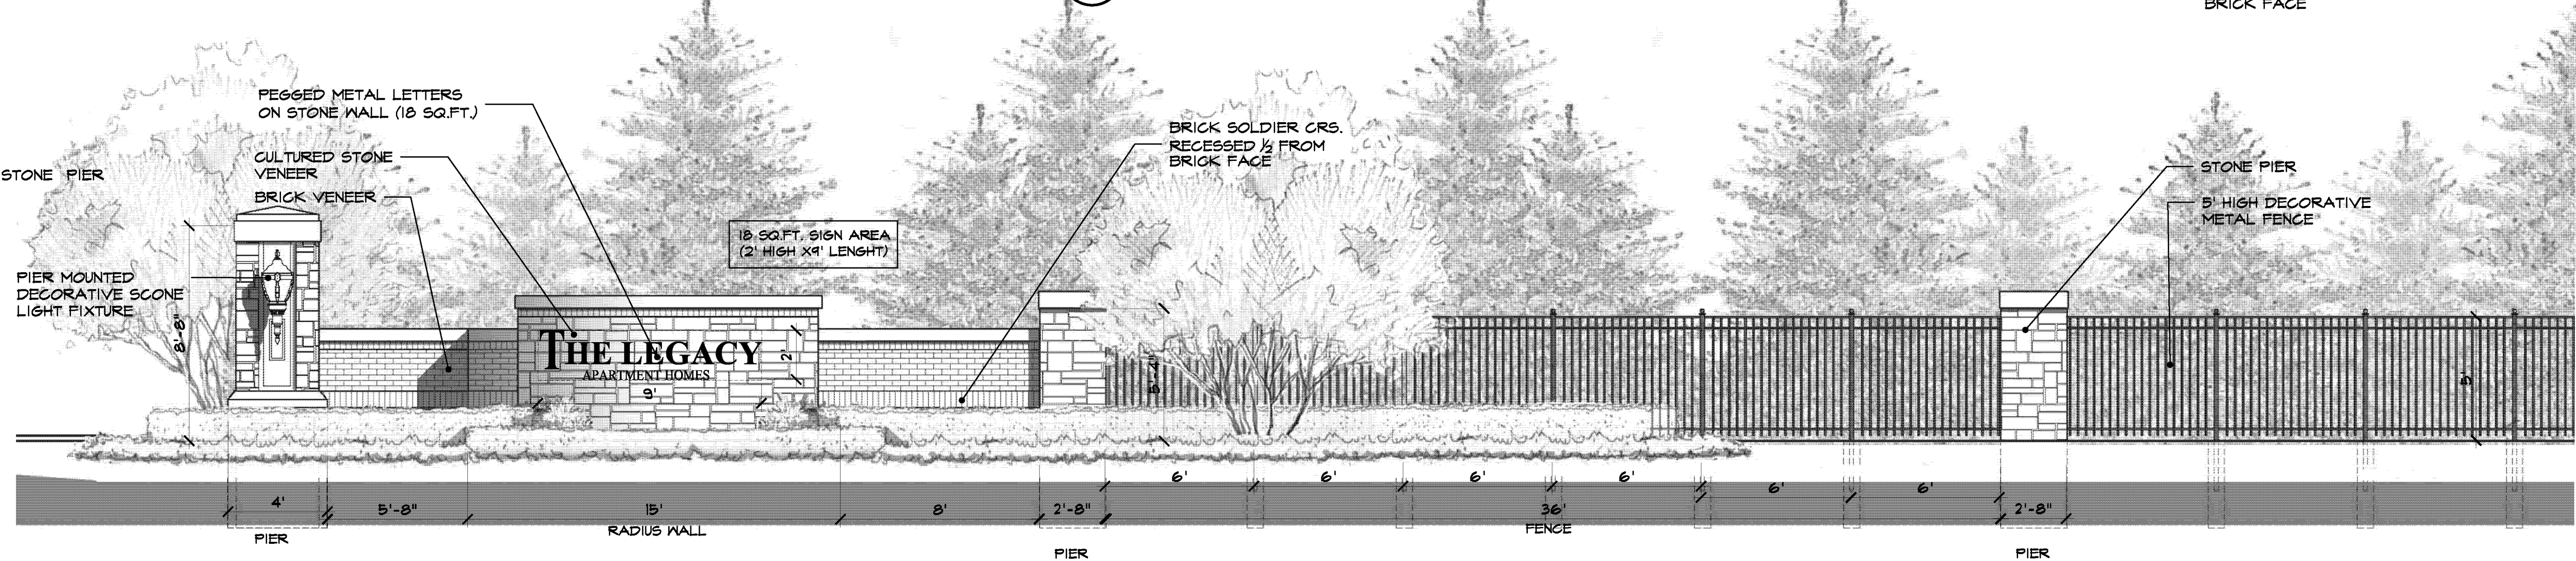 BRICK FACE
PEGGED METAL LETTERS
ON STONE WALL (18 SQ.FT.)
CULTURED STONE
VENEER
BRICK VENEER
STONE PIER
PIER MOUNTED
DECORATIVE SCONE
LIGHT FIXTURE
8'-8"
18 SQ.FT. SIGN AREA
(2' HIGH X9' LENGHT)
BRICK SOLDIER CRS.
RECESSED ½ FROM
BRICK FACE
STONE PIER
5' HIGH DECORATIVE
METAL FENCE
THE LEGACY
APARTMENT HOMES
2'
9'
5'-4"
5'
6'
6'
6'
6'
6'
6'
4'
5'-8"
15'
8'
2'-8"
36'
2'-8"
PIER
RADIUS WALL
PIER
FENCE
PIER